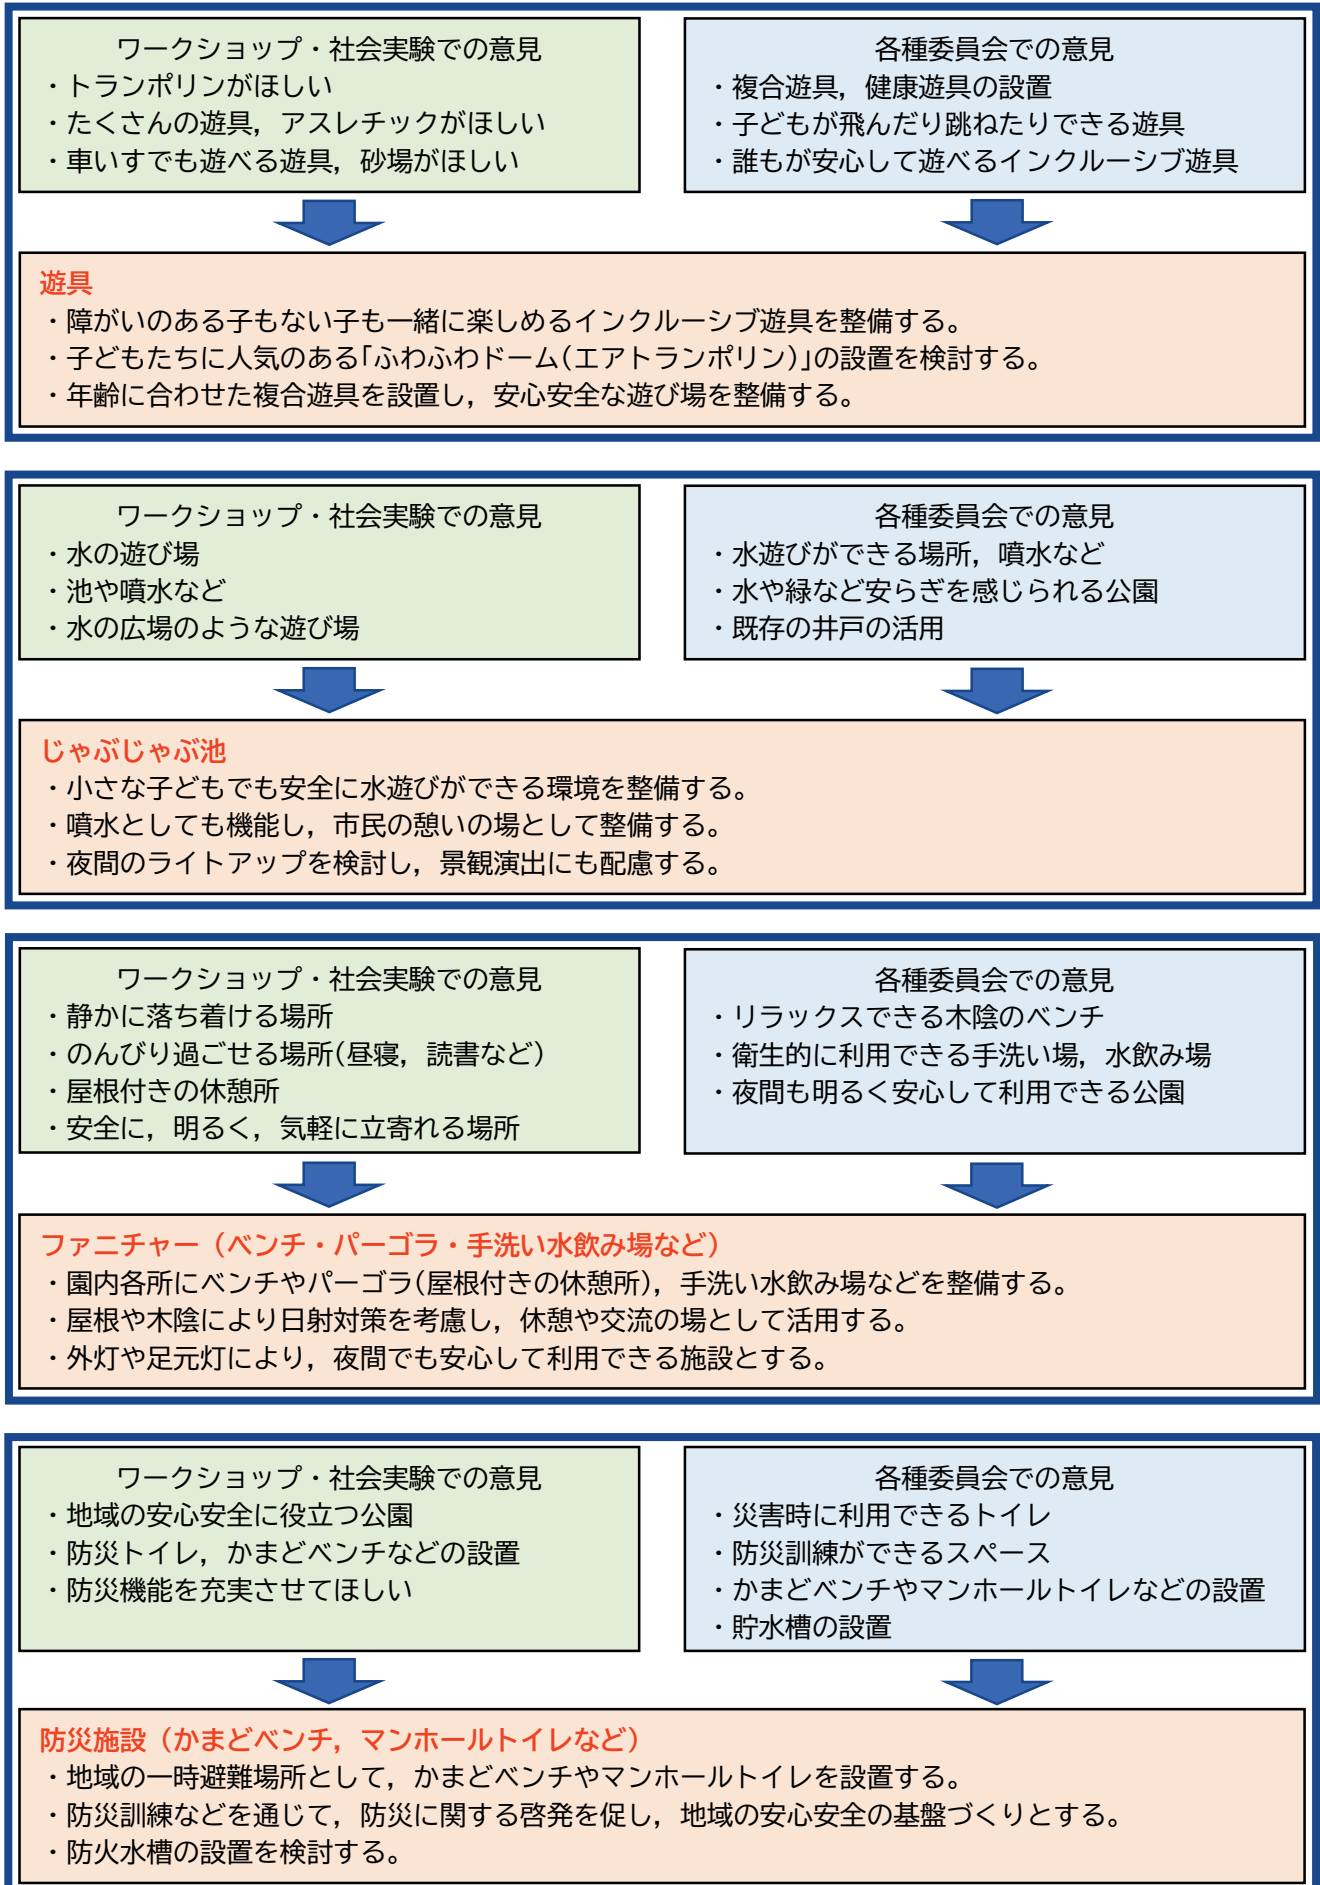 ワークショップ・社会実験での意見
・トランポリンがほしい
・たくさんの遊具，アスレチックがほしい
・車いすでも遊べる遊具，砂場がほしい
各種委員会での意見
・複合遊具，健康遊具の設置
・子どもが飛んだり跳ねたりできる遊具
・誰もが安心して遊べるインクルーシブ遊具
遊具
・障がいのある子もない子も一緒に楽しめるインクルーシブ遊具を整備する。
・子どもたちに人気のある｢ふわふわドーム(エアトランポリン)｣の設置を検討する。
・年齢に合わせた複合遊具を設置し，安心安全な遊び場を整備する。
ワークショップ・社会実験での意見
・水の遊び場
・池や噴水など
・水の広場のような遊び場
各種委員会での意見
・水遊びができる場所，噴水など
・水や緑など安らぎを感じられる公園
・既存の井戸の活用
じゃぶじゃぶ池
・小さな子どもでも安全に水遊びができる環境を整備する。
・噴水としても機能し，市民の憩いの場として整備する。
・夜間のライトアップを検討し，景観演出にも配慮する。
ワークショップ・社会実験での意見
・静かに落ち着ける場所
・のんびり過ごせる場所(昼寝，読書など)
・屋根付きの休憩所
・安全に，明るく，気軽に立寄れる場所
各種委員会での意見
・リラックスできる木陰のベンチ
・衛生的に利用できる手洗い場，水飲み場
・夜間も明るく安心して利用できる公園
ファニチャー（ベンチ・パーゴラ・手洗い水飲み場など）
・園内各所にベンチやパーゴラ(屋根付きの休憩所)，手洗い水飲み場などを整備する。
・屋根や木陰により日射対策を考慮し，休憩や交流の場として活用する。
・外灯や足元灯により，夜間でも安心して利用できる施設とする。
ワークショップ・社会実験での意見
・地域の安心安全に役立つ公園
・防災トイレ，かまどベンチなどの設置
・防災機能を充実させてほしい
各種委員会での意見
・災害時に利用できるトイレ
・防災訓練ができるスペース
・かまどベンチやマンホールトイレなどの設置
・貯水槽の設置
防災施設（かまどベンチ，マンホールトイレなど）
・地域の一時避難場所として，かまどベンチやマンホールトイレを設置する。
・防災訓練などを通じて，防災に関する啓発を促し，地域の安心安全の基盤づくりとする。
・防火水槽の設置を検討する。